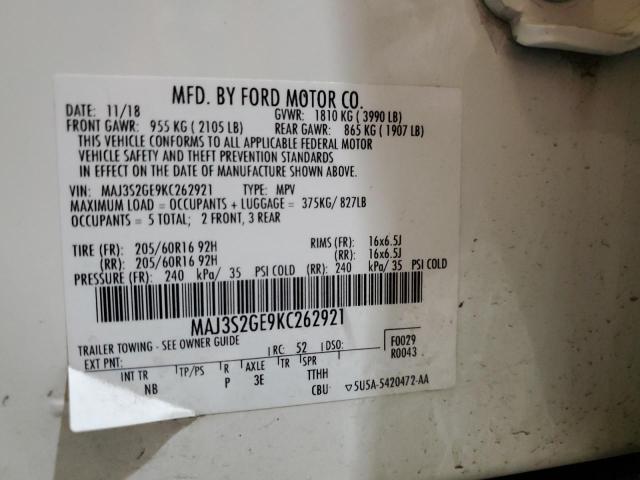 MFD. BY FORD MOTOR CO.
DATE: 11/18 GVWR: 1810 KG ( 3990 LB)
FRONT GAWR: 955 KG ( 2105 LB) REAR GAWR: 865 KG ( 1907 LB)
THIS VEHICLE CONFORMS TO ALL APPLICABLE FEDERAL MOTOR
VEHICLE SAFETY AND THEFT PREVENTION STANDARDS
IN EFFECT ON THE DATE OF MANUFACTURE SHOWN ABOVE.
VIN: MAJ3S2GE9KC262921 TYPE: MPV
MAXIMUM LOAD = OCCUPANTS + LUGGAGE = 375KG/ 827LB
OCCUPANTS = 5 TOTAL; 2 FRONT, 3 REAR
TIRE (FR): 205/60R16 92H RIMS (FR): 16x6.5J
(RR): 205/60R16 92H (RR): 16x6.5J
PRESSURE (FR): 240 kPa/ 35 PSI COLD (RR): 240 kPa/ 35 PSI COLD
MAJ3S2GE9KC262921
TRAILER TOWING - SEE OWNER GUIDE F0029
EXT PNT: RC: 52 DSO: R0043
INT TR TP/PS R AXLE TR SPR
NB P 3E TTHH
CBU 5U5A-5420472-AA